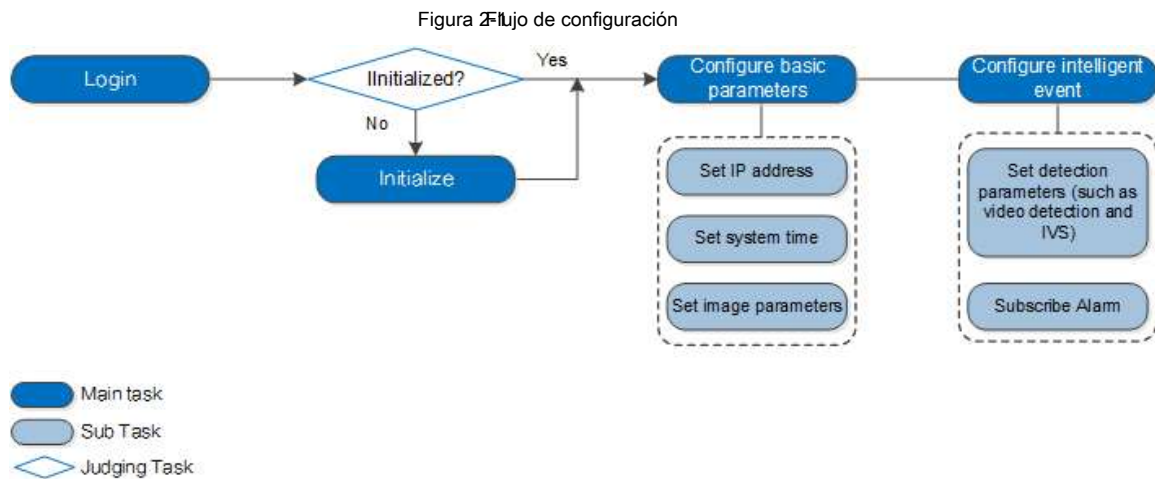 Figura 2-1 Flujo de configuración
Login
IInitialized?
Yes
No
Initialize
Configure basic
parameters
Set IP address
Set system time
Set image parameters
Configure intelligent
event
Set detection
parameters (such as
video detection and
IVS)
Subscribe Alarm
Main task
Sub Task
Judging Task